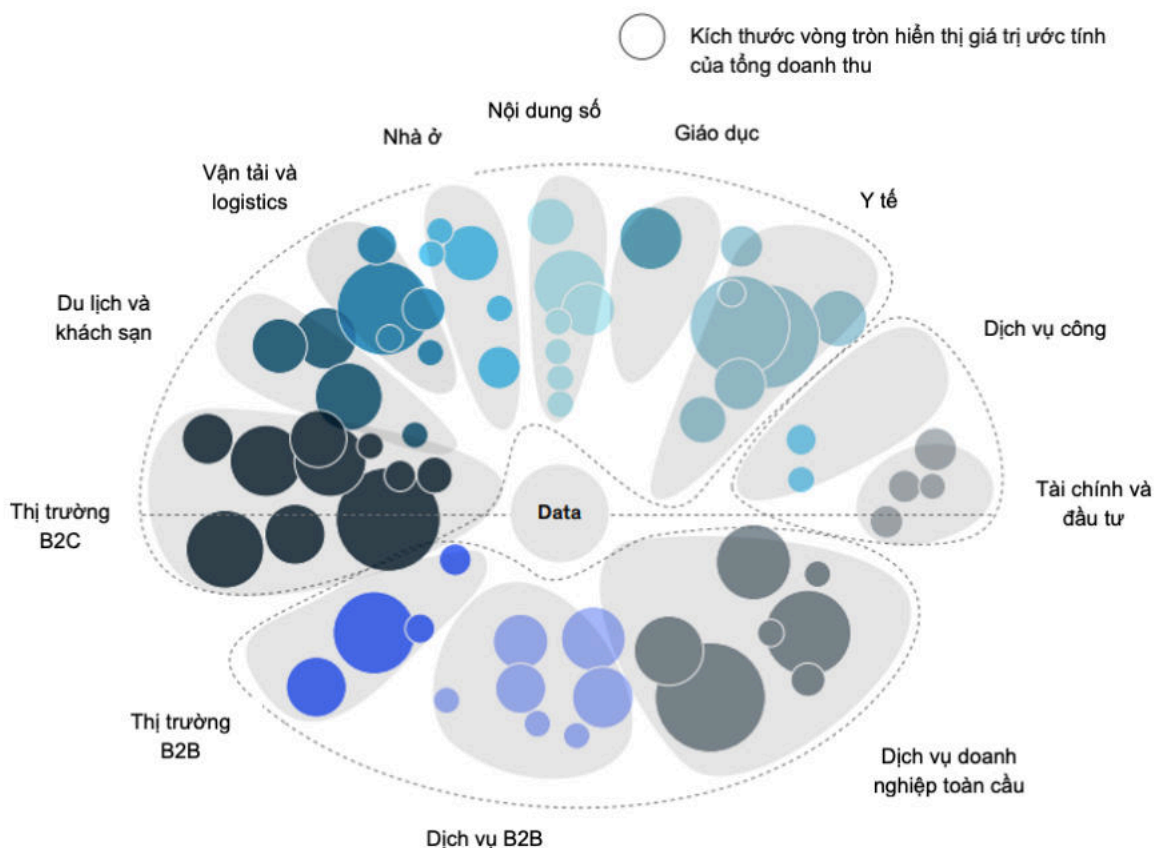 Kích thước vòng tròn hiển thị giá trị ước tính
của tổng doanh thu
Nội dung số
Nhà ở
Giáo dục
Vận tải và
logistics
Y tế
Du lịch và
khách sạn
Dịch vụ công
Thị trường
B2C
Data
Tài chính và
đầu tư
Thị trường
B2B
Dịch vụ doanh
nghiệp toàn cầu
Dịch vụ B2B